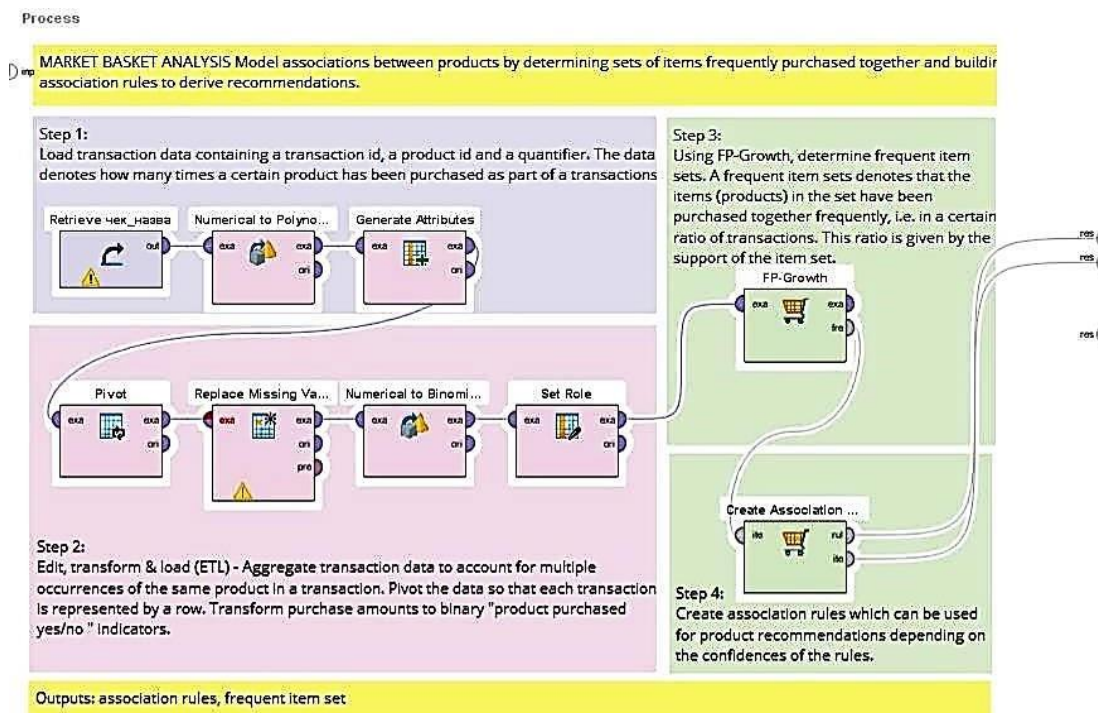 Process
inp
MARKET BASKET ANALYSIS Model associations between products by determining sets of items frequently purchased together and buildin
association rules to derive recommendations.
Step 1:
Load transaction data containing a transaction id, a product id and a quantifier. The data
denotes how many times a certain product has been purchased as part of a transactions
Retrieve чек_назва
out
Numerical to Polyno...
exa
exa
ori
Generate Attributes
exa
exa
ori
Pivot
exa
exa
ori
Replace Missing Va...
exa
exa
ori
pre
Numerical to Binomi...
exa
exa
ori
Set Role
exa
exa
ori
Step 2:
Edit, transform & load (ETL) - Aggregate transaction data to account for multiple
occurrences of the same product in a transaction. Pivot the data so that each transaction
is represented by a row. Transform purchase amounts to binary "product purchased
yes/no " indicators.
Step 3:
Using FP-Growth, determine frequent item
sets. A frequent item sets denotes that the
items (products) in the set have been
purchased together frequently, i.e. in a certain
ratio of transactions. This ratio is given by the
support of the item set.
FP-Growth
exa
exa
fre
res
res
res
Create Association ...
ite
rul
ite
Step 4:
Create association rules which can be used
for product recommendations depending on
the confidences of the rules.
Outputs: association rules, frequent item set